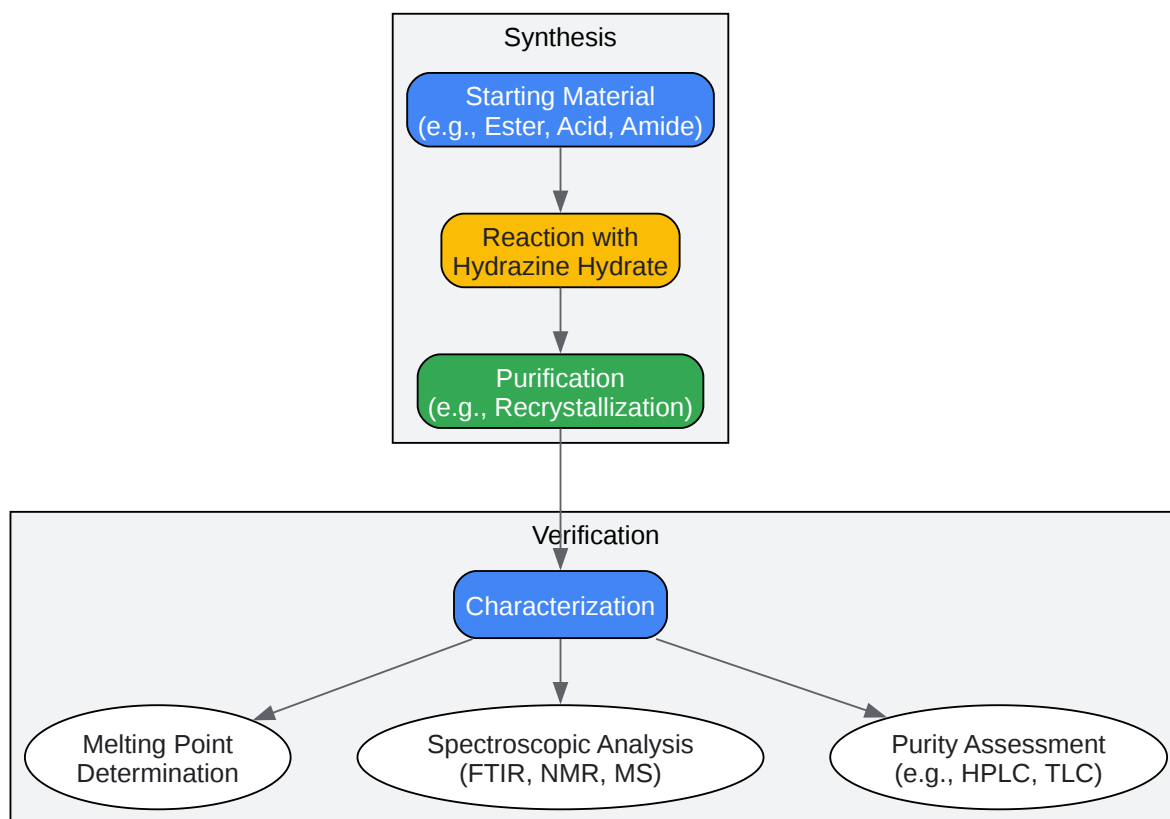 Synthesis
Starting Material
(e.g., Ester, Acid, Amide)
Reaction with
Hydrazine Hydrate
Purification
(e.g., Recrystallization)
Verification
Characterization
Melting Point
Determination
Spectroscopic Analysis
(FTIR, NMR, MS)
Purity Assessment
(e.g., HPLC, TLC)